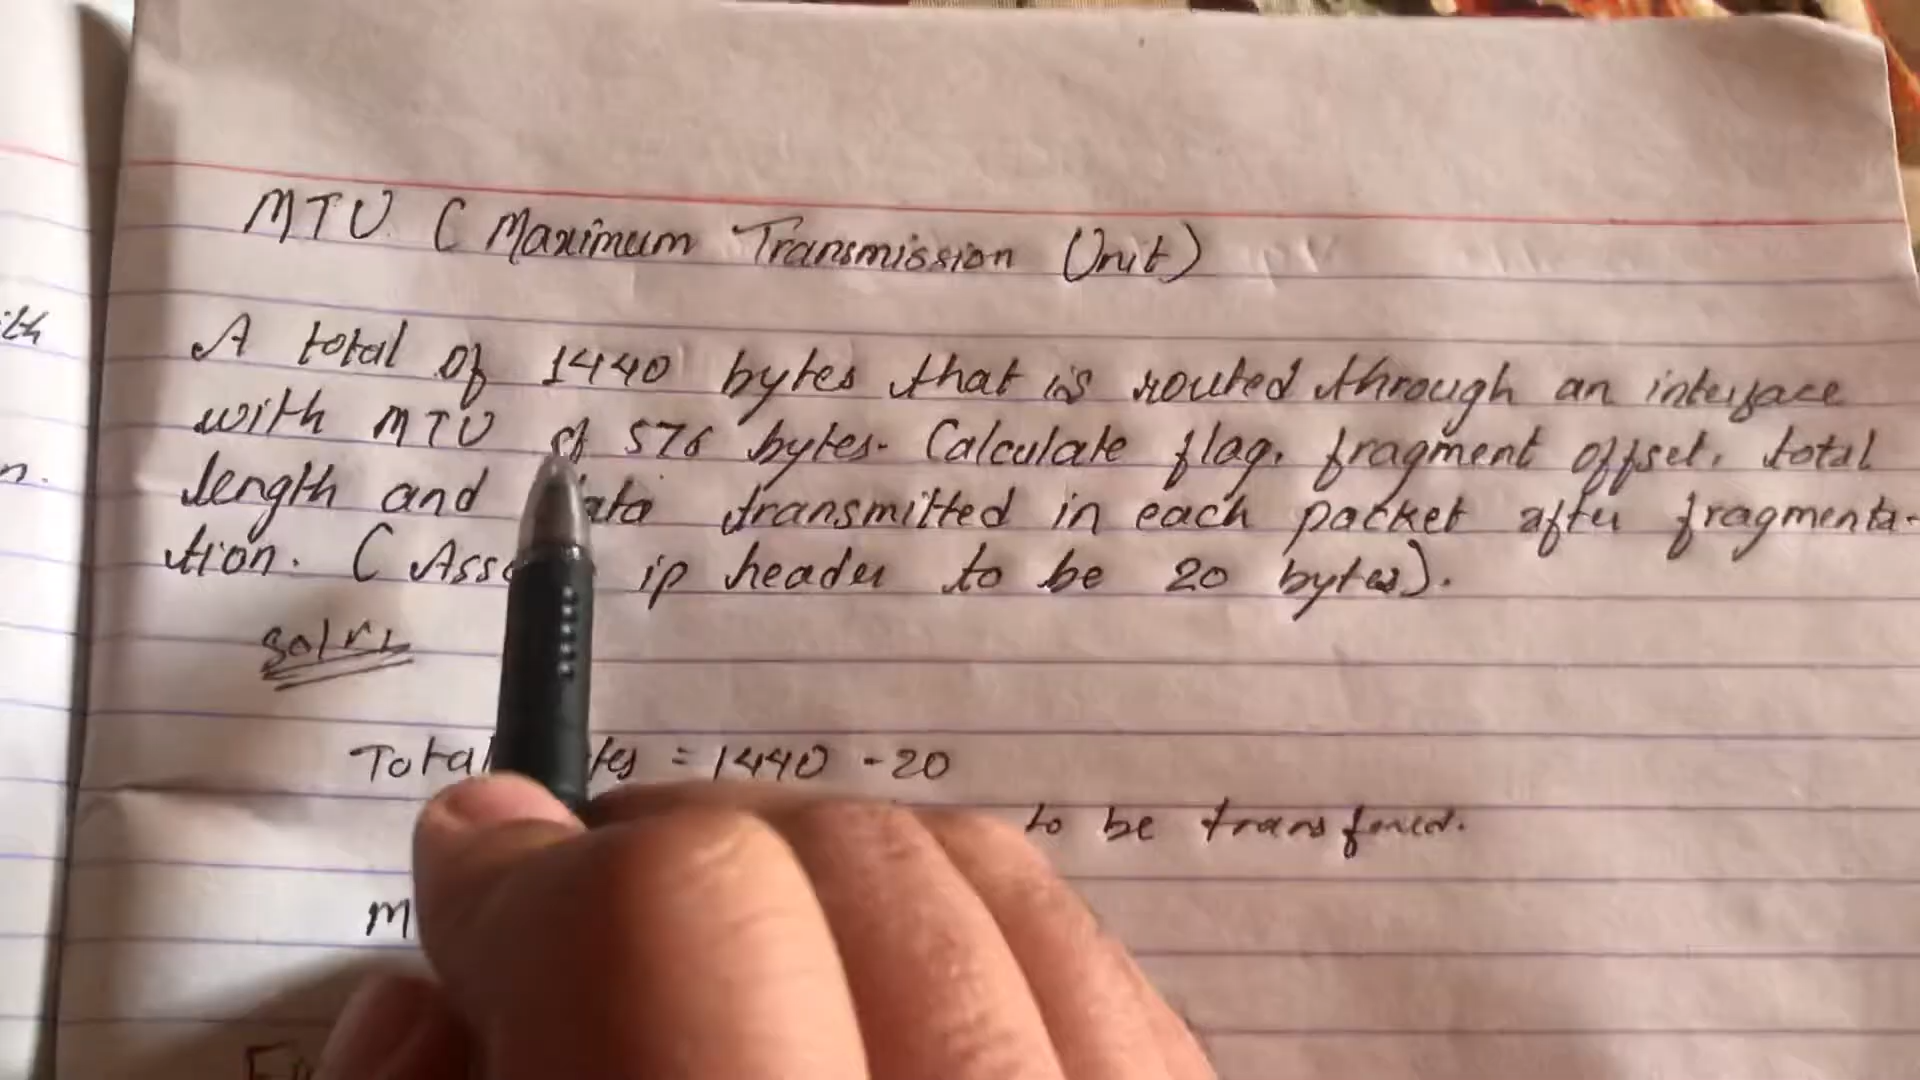 MTU. (Maximum Transmission Unit)
A total of 1440 bytes that is routed through an interface
ith
with MTU of 576 bytes. Calculate flag, fragment offset, total
n.
length and data transmitted in each packet after fragmenta-
tion. (Ass ip header to be 20 bytes).
Soln
Total = 1440 - 20
to be
M